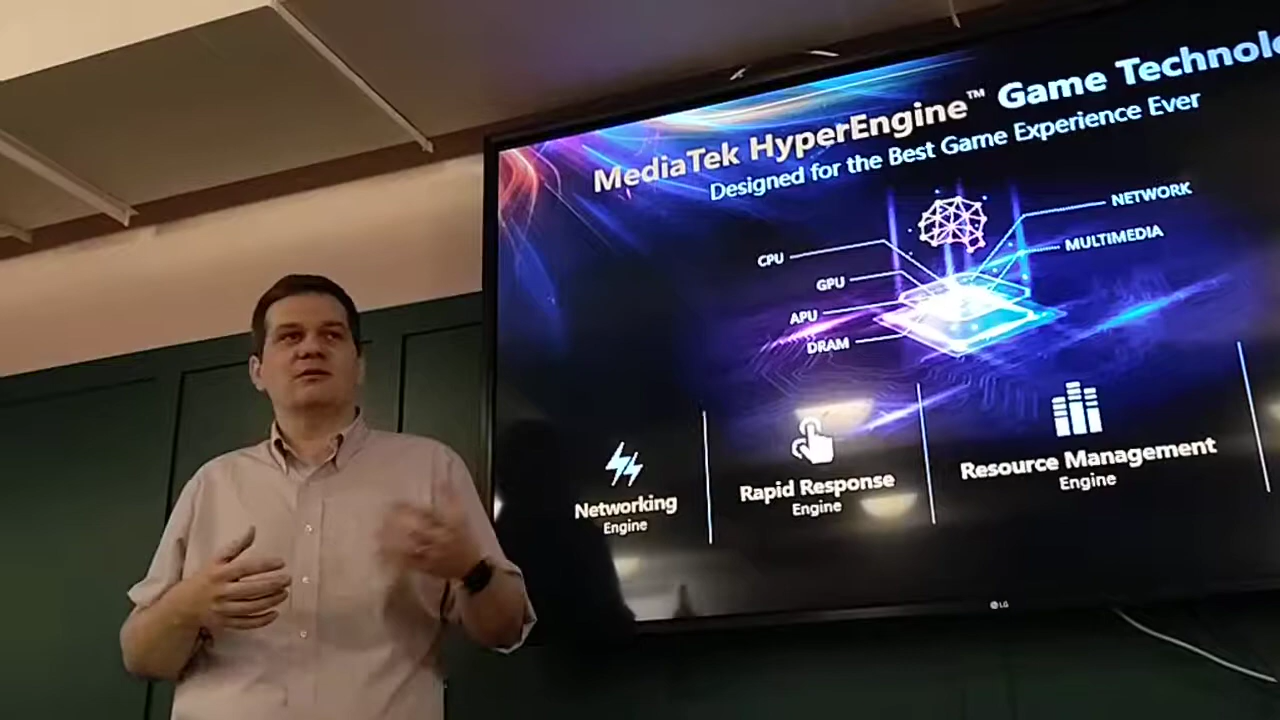 MediaTek HyperEngine™ Game Technolo
Designed for the Best Game Experience Ever
NETWORK
MULTIMEDIA
CPU
GPU
APU
DRAM
Networking
Engine
Rapid Response
Engine
Resource Management
Engine
LG